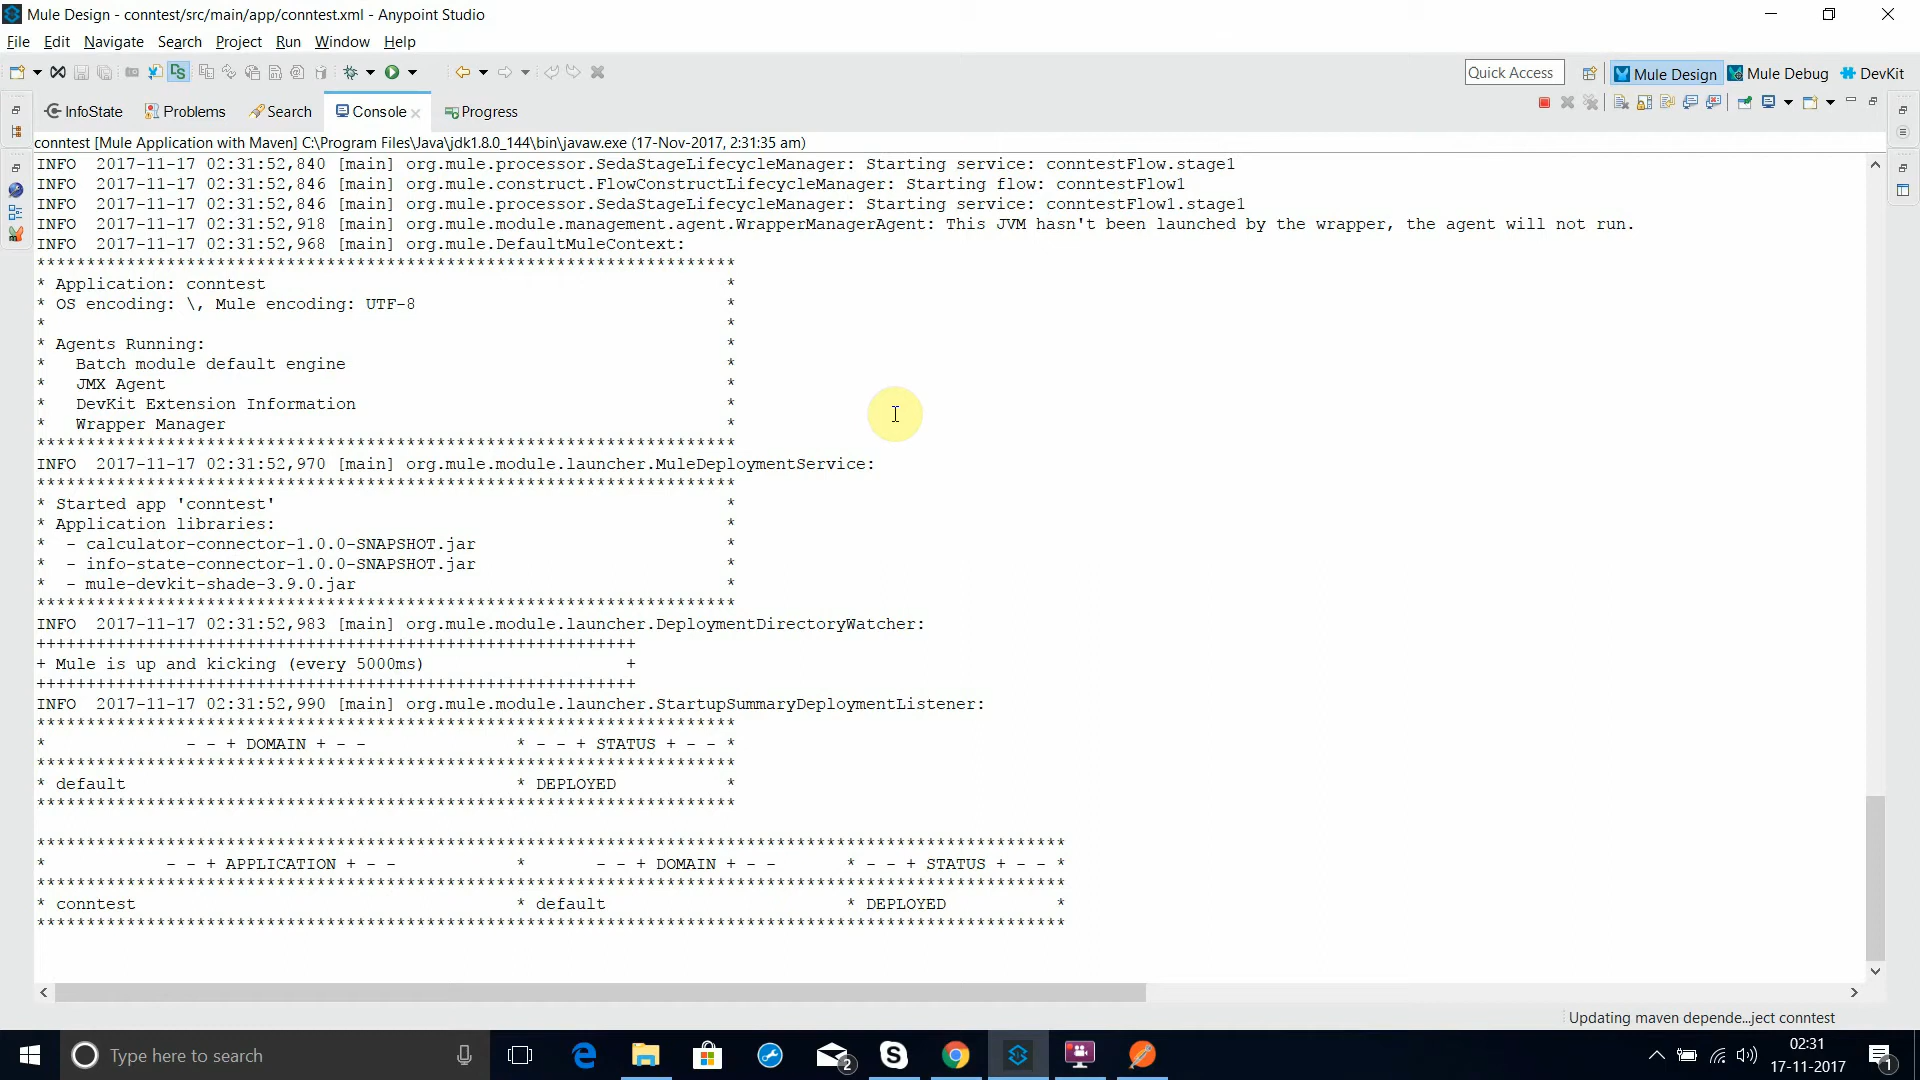 Mule Design - conntest/src/main/app/conntest.xml - Anypoint Studio
File Edit Navigate Search Project Run Window Help
Quick Access Mule Design Mule Debug DevKit
InfoState Problems Search Console Progress
conntest [Mule Application with Maven] C:\Program Files\Java\jdk1.8.0_144\bin\javaw.exe (17-Nov-2017, 2:31:35 am)
INFO  2017-11-17 02:31:52,840 [main] org.mule.processor.SedaStageLifecycleManager: Starting service: conntestFlow.stage1
INFO  2017-11-17 02:31:52,846 [main] org.mule.construct.FlowConstructLifecycleManager: Starting flow: conntestFlow1
INFO  2017-11-17 02:31:52,846 [main] org.mule.processor.SedaStageLifecycleManager: Starting service: conntestFlow1.stage1
INFO  2017-11-17 02:31:52,918 [main] org.mule.module.management.agent.WrapperManagerAgent: This JVM hasn't been launched by the wrapper, the agent will not run.
INFO  2017-11-17 02:31:52,968 [main] org.mule.DefaultMuleContext:
**********************************************************************
* Application: conntest                                              *
* OS encoding: \, Mule encoding: UTF-8                               *
*                                                                    *
* Agents Running:                                                    *
*   Batch module default engine                                      *
*   JMX Agent                                                        *
*   DevKit Extension Information                                     *
*   Wrapper Manager                                                  *
**********************************************************************
INFO  2017-11-17 02:31:52,970 [main] org.mule.module.launcher.MuleDeploymentService:
**********************************************************************
* Started app 'conntest'                                             *
* Application libraries:                                             *
*  - calculator-connector-1.0.0-SNAPSHOT.jar                         *
*  - info-state-connector-1.0.0-SNAPSHOT.jar                         *
*  - mule-devkit-shade-3.9.0.jar                                     *
**********************************************************************
INFO  2017-11-17 02:31:52,983 [main] org.mule.module.launcher.DeploymentDirectoryWatcher:
++++++++++++++++++++++++++++++++++++++++++++++++++++++++++++
+ Mule is up and kicking (every 5000ms)                    +
++++++++++++++++++++++++++++++++++++++++++++++++++++++++++++
INFO  2017-11-17 02:31:52,990 [main] org.mule.module.launcher.StartupSummaryDeploymentListener:
**********************************************************************
*              - - + DOMAIN + - -               * - - + STATUS + - - *
**********************************************************************
* default                                       * DEPLOYED           *
**********************************************************************
*******************************************************************************************************
*            - - + APPLICATION + - -            *       - - + DOMAIN + - -       * - - + STATUS + - - *
*******************************************************************************************************
* conntest                                      * default                        * DEPLOYED           *
*******************************************************************************************************
Updating maven depende...ject conntest
Type here to search
2
02:31
17-11-2017
1